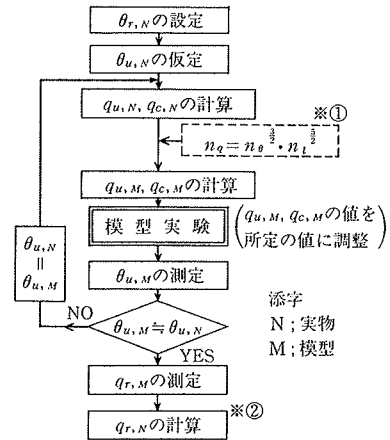 θr,Nの設定
θu,Nの仮定
qu,N, qc,Nの計算
※①
nq=nθ^3/2・nl^5/2
qu,M, qc,Mの計算
模型実験
(qu,M, qc,Mの値を
所定の値に調整)
θu,N
||
θu,M
θu,Mの測定
NO
θu,M≒θu,N
YES
添字
N;実物
M;模型
qr,Mの測定
※②
qr,Nの計算